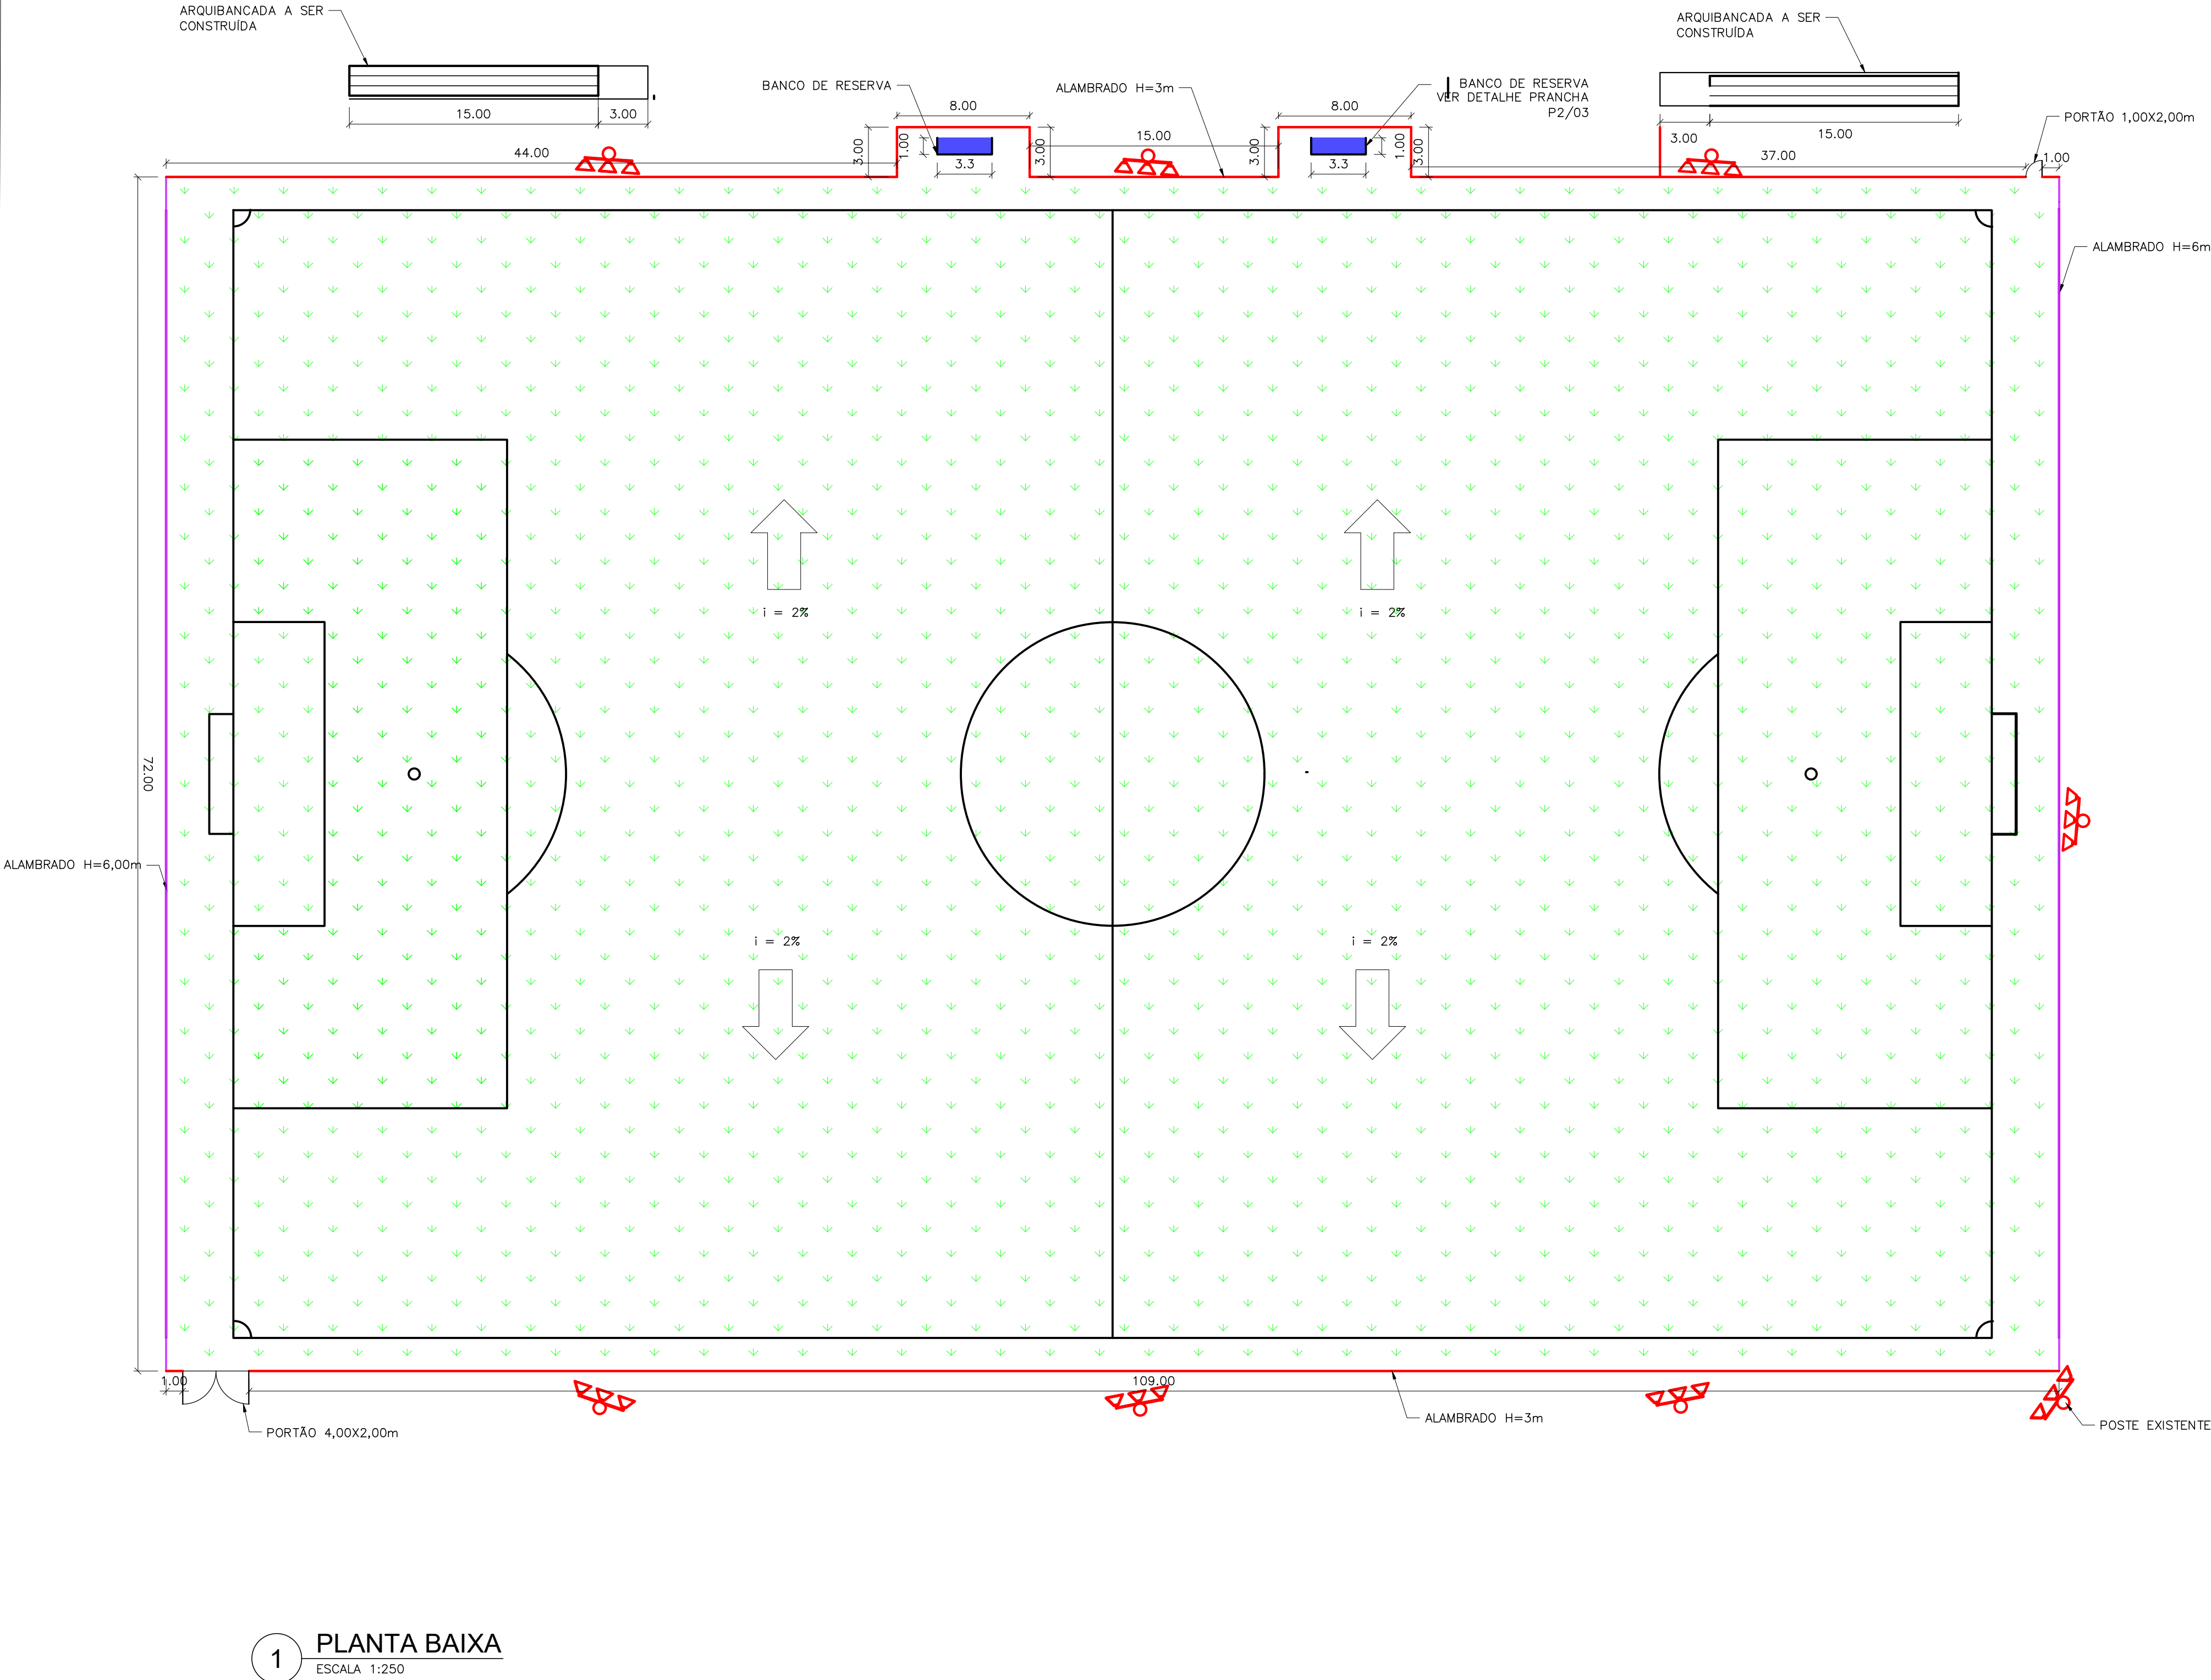 ARQUIBANCADA A SER
CONSTRUÍDA
ARQUIBANCADA A SER
CONSTRUÍDA
BANCO DE RESERVA
ALAMBRADO H=3m
BANCO DE RESERVA
VER DETALHE PRANCHA
P2/03
PORTÃO 1,00X2,00m
15.00
3.00
8.00
8.00
3.00
15.00
44.00
3.00
1.00
3.3
3.00
15.00
3.00
3.3
1.00
3.00
37.00
1.00
ALAMBRADO H=6m
i = 2%
i = 2%
72.00
ALAMBRADO H=6,00m
i = 2%
i = 2%
1.00
109.00
PORTÃO 4,00X2,00m
ALAMBRADO H=3m
POSTE EXISTENTE
1
PLANTA BAIXA
ESCALA 1:250